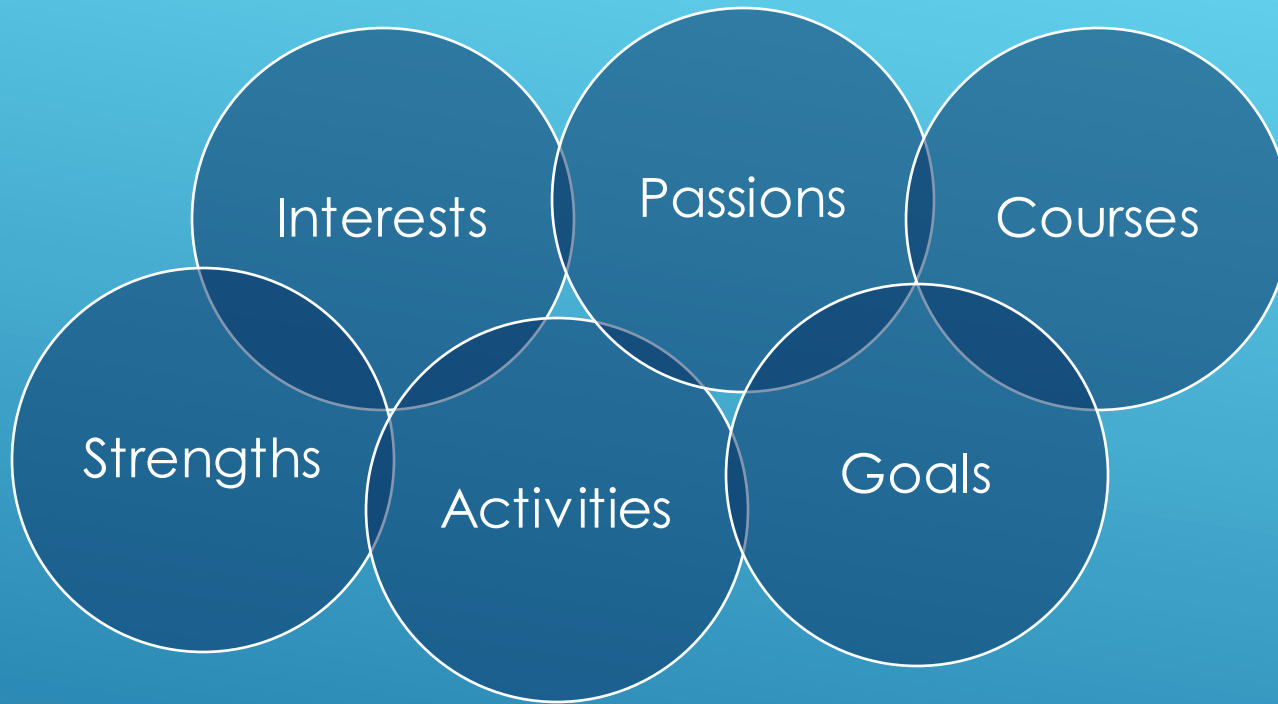 Interests
Passions
Courses
Strengths
Activities
Goals